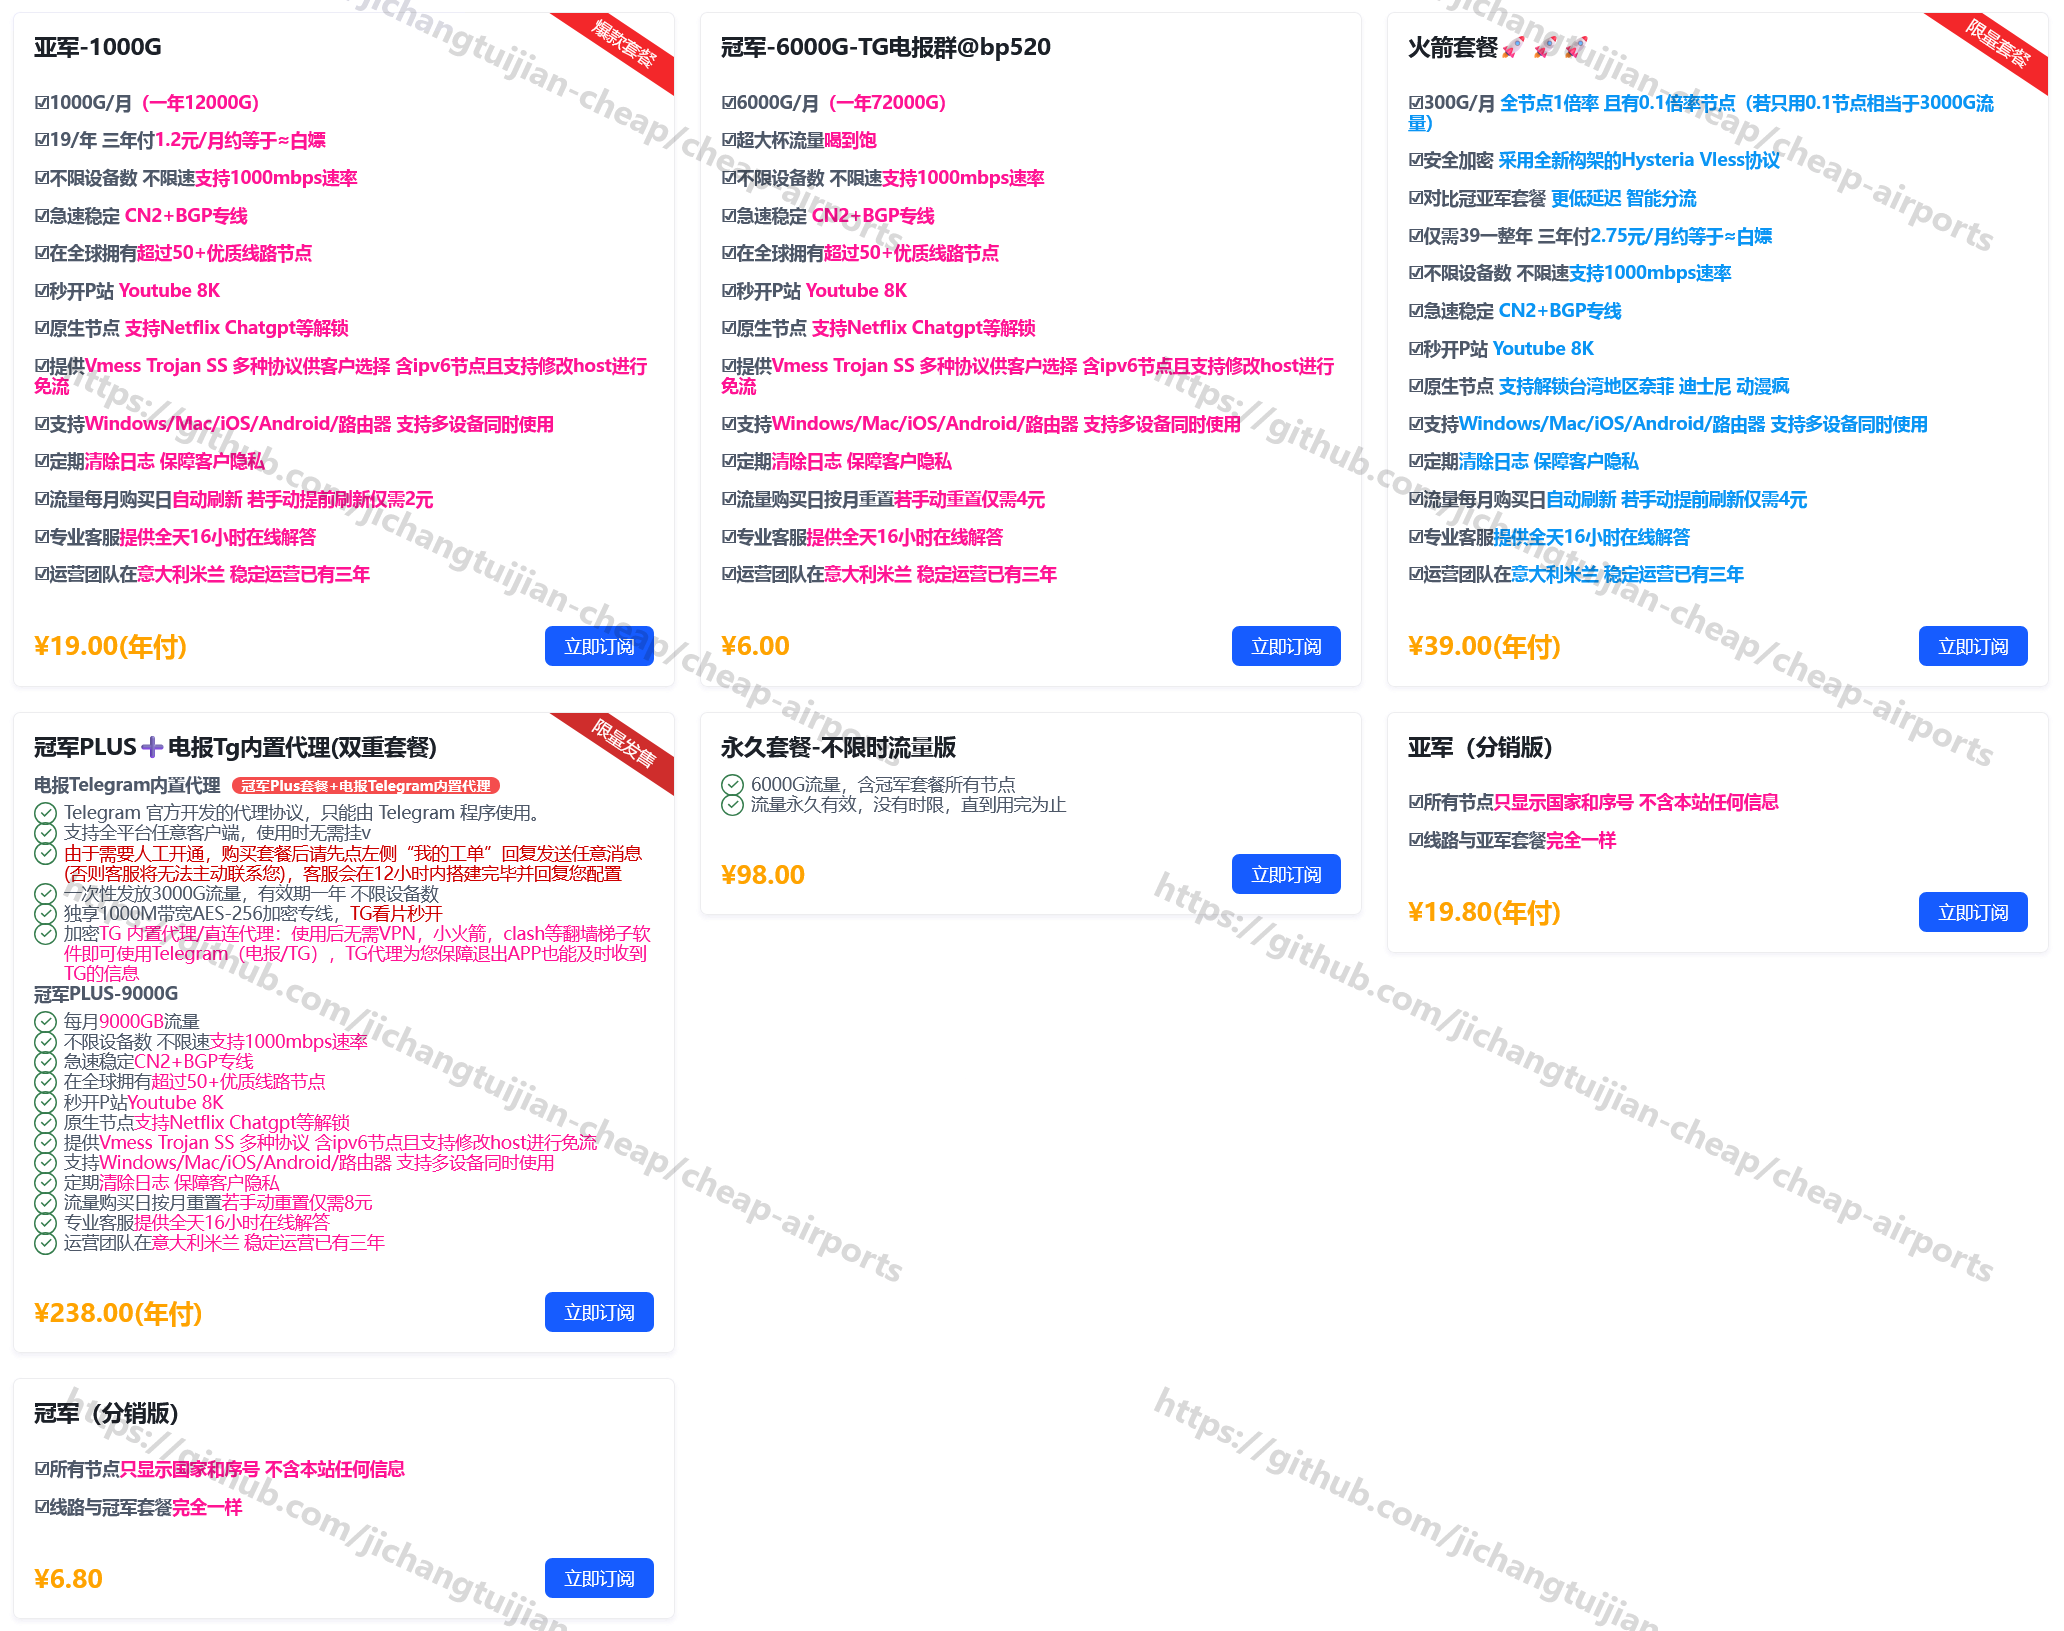 亚军-1000G
爆款套餐
☑1000G/月（一年12000G）
☑19/年 三年付1.2元/月约等于≈白嫖
☑不限设备数 不限速支持1000mbps速率
☑急速稳定 CN2+BGP专线
☑在全球拥有超过50+优质线路节点
☑秒开P站 Youtube 8K
☑原生节点 支持Netflix Chatgpt等解锁
☑提供Vmess Trojan SS 多种协议供客户选择 含ipv6节点且支持修改host进行
免流
☑支持Windows/Mac/iOS/Android/路由器 支持多设备同时使用
☑定期清除日志 保障客户隐私
☑流量每月购买日自动刷新 若手动提前刷新仅需2元
☑专业客服提供全天16小时在线解答
☑运营团队在意大利米兰 稳定运营已有三年
¥19.00(年付)
立即订阅
冠军-6000G-TG电报群@bp520
☑6000G/月（一年72000G）
☑超大杯流量喝到饱
☑不限设备数 不限速支持1000mbps速率
☑急速稳定 CN2+BGP专线
☑在全球拥有超过50+优质线路节点
☑秒开P站 Youtube 8K
☑原生节点 支持Netflix Chatgpt等解锁
☑提供Vmess Trojan SS 多种协议供客户选择 含ipv6节点且支持修改host进行
免流
☑支持Windows/Mac/iOS/Android/路由器 支持多设备同时使用
☑定期清除日志 保障客户隐私
☑流量购买日按月重置若手动重置仅需4元
☑专业客服提供全天16小时在线解答
☑运营团队在意大利米兰 稳定运营已有三年
¥6.00
立即订阅
火箭套餐🚀🚀🚀
限量套餐
☑300G/月 全节点1倍率 且有0.1倍率节点（若只用0.1节点相当于3000G流
量）
☑安全加密 采用全新构架的Hysteria Vless协议
☑对比冠亚军套餐 更低延迟 智能分流
☑仅需39一整年 三年付2.75元/月约等于≈白嫖
☑不限设备数 不限速支持1000mbps速率
☑急速稳定 CN2+BGP专线
☑秒开P站 Youtube 8K
☑原生节点 支持解锁台湾地区奈菲 迪士尼 动漫疯
☑支持Windows/Mac/iOS/Android/路由器 支持多设备同时使用
☑定期清除日志 保障客户隐私
☑流量每月购买日自动刷新 若手动提前刷新仅需4元
☑专业客服提供全天16小时在线解答
☑运营团队在意大利米兰 稳定运营已有三年
¥39.00(年付)
立即订阅
冠军PLUS➕电报Tg内置代理(双重套餐)
限量发售
电报Telegram内置代理 冠军Plus套餐+电报Telegram内置代理
Telegram 官方开发的代理协议，只能由 Telegram 程序使用。
支持全平台任意客户端，使用时无需挂v
由于需要人工开通，购买套餐后请先点左侧“我的工单”回复发送任意消息
(否则客服将无法主动联系您)，客服会在12小时内搭建完毕并回复您配置
一次性发放3000G流量，有效期一年 不限设备数
独享1000M带宽AES-256加密专线，TG看片秒开
加密TG 内置代理/直连代理：使用后无需VPN，小火箭，clash等翻墙梯子软
件即可使用Telegram（电报/TG），TG代理为您保障退出APP也能及时收到
TG的信息
冠军PLUS-9000G
每月9000GB流量
不限设备数 不限速支持1000mbps速率
急速稳定CN2+BGP专线
在全球拥有超过50+优质线路节点
秒开P站Youtube 8K
原生节点支持Netflix Chatgpt等解锁
提供Vmess Trojan SS 多种协议 含ipv6节点且支持修改host进行免流
支持Windows/Mac/iOS/Android/路由器 支持多设备同时使用
定期清除日志 保障客户隐私
流量购买日按月重置若手动重置仅需8元
专业客服提供全天16小时在线解答
运营团队在意大利米兰 稳定运营已有三年
¥238.00(年付)
立即订阅
永久套餐-不限时流量版
6000G流量，含冠军套餐所有节点
流量永久有效，没有时限，直到用完为止
¥98.00
立即订阅
亚军（分销版）
☑所有节点只显示国家和序号 不含本站任何信息
☑线路与亚军套餐完全一样
¥19.80(年付)
立即订阅
冠军（分销版）
☑所有节点只显示国家和序号 不含本站任何信息
☑线路与冠军套餐完全一样
¥6.80
立即订阅
jichangtuijian-cheap/cheap-airports
jichangtuijian-cheap/cheap-airports
https://github.com/jichangtuijian-cheap/cheap-airports
https://github.com/jichangtuijian-cheap/cheap-airports
https://github.com/jichangtuijian-cheap/cheap-airports
https://github.com/jichangtuijian-cheap/cheap-airports
https://github.com/jichangtuijian
https://github.com/jichangtuijian